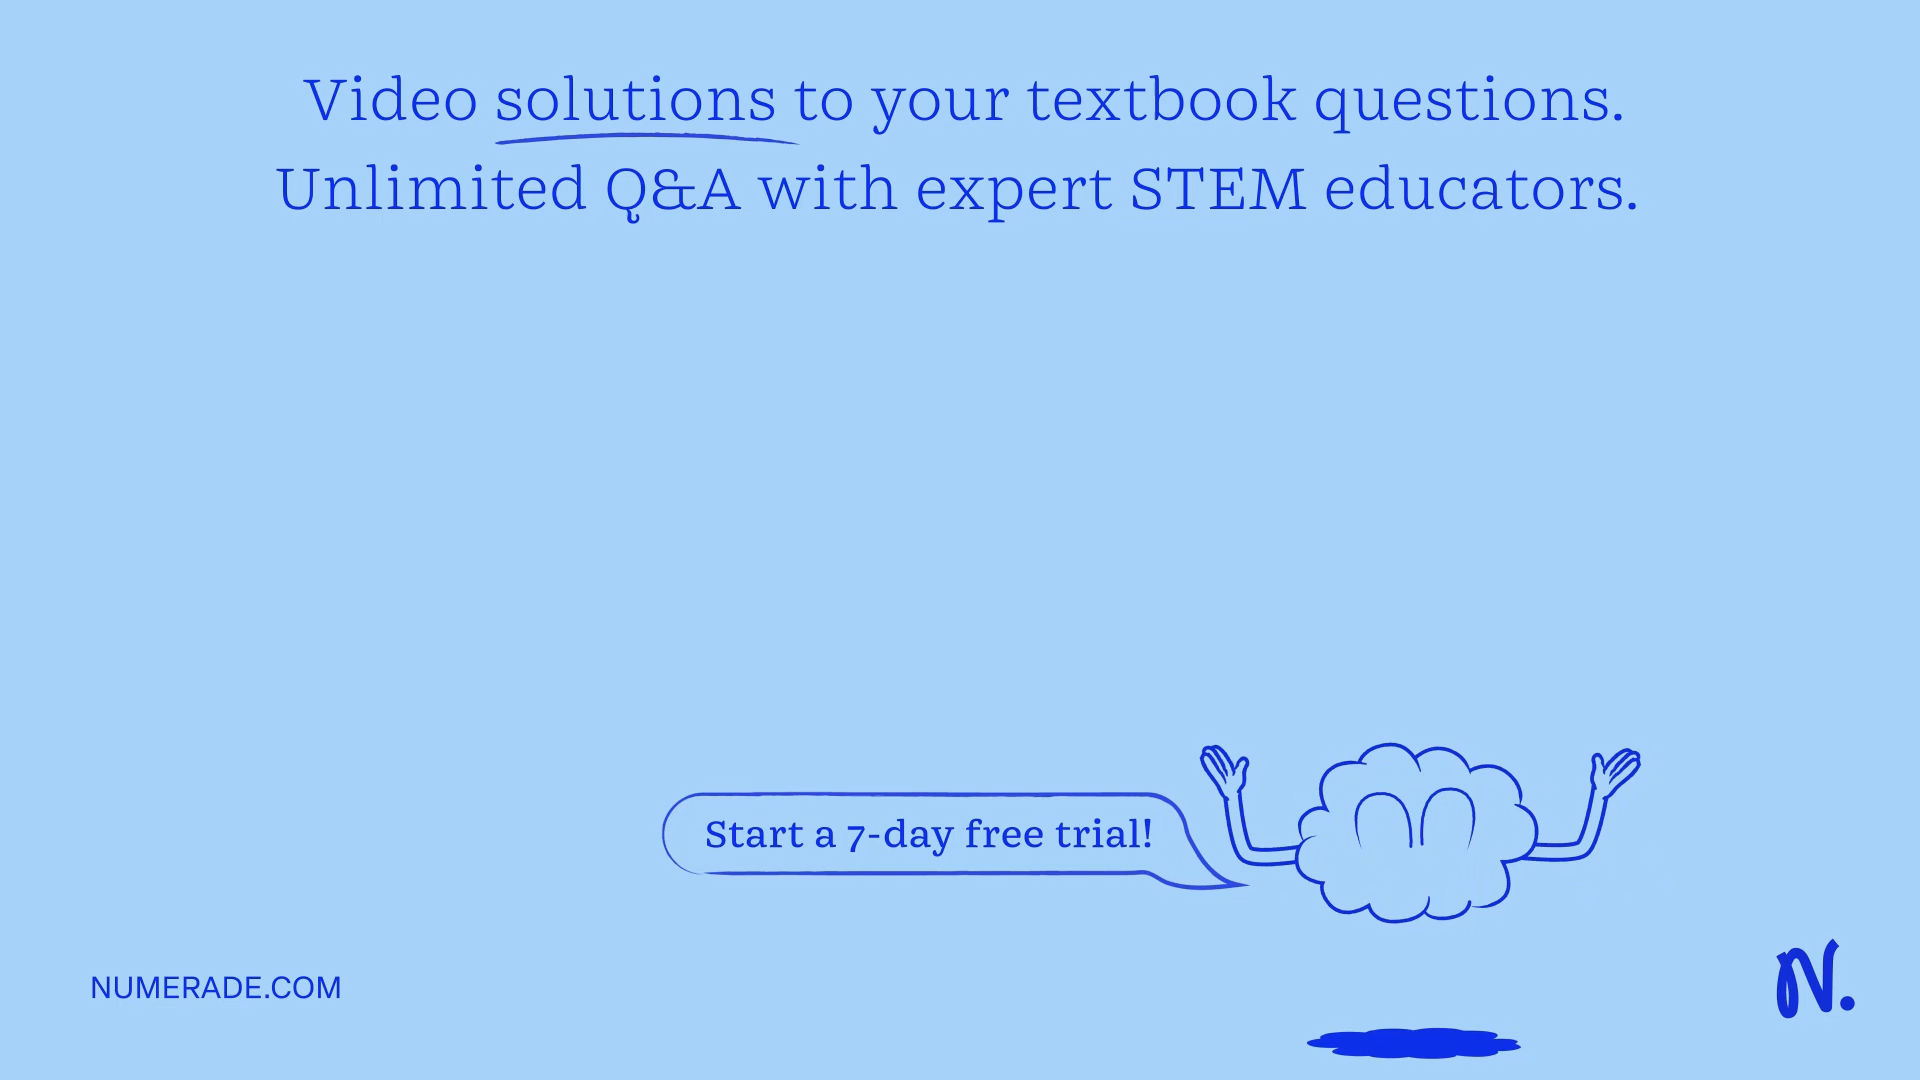 Video solutions to your textbook questions.
Unlimited Q&A with expert STEM educators.
Start a 7-day free trial!
NUMERADE.COM
N.